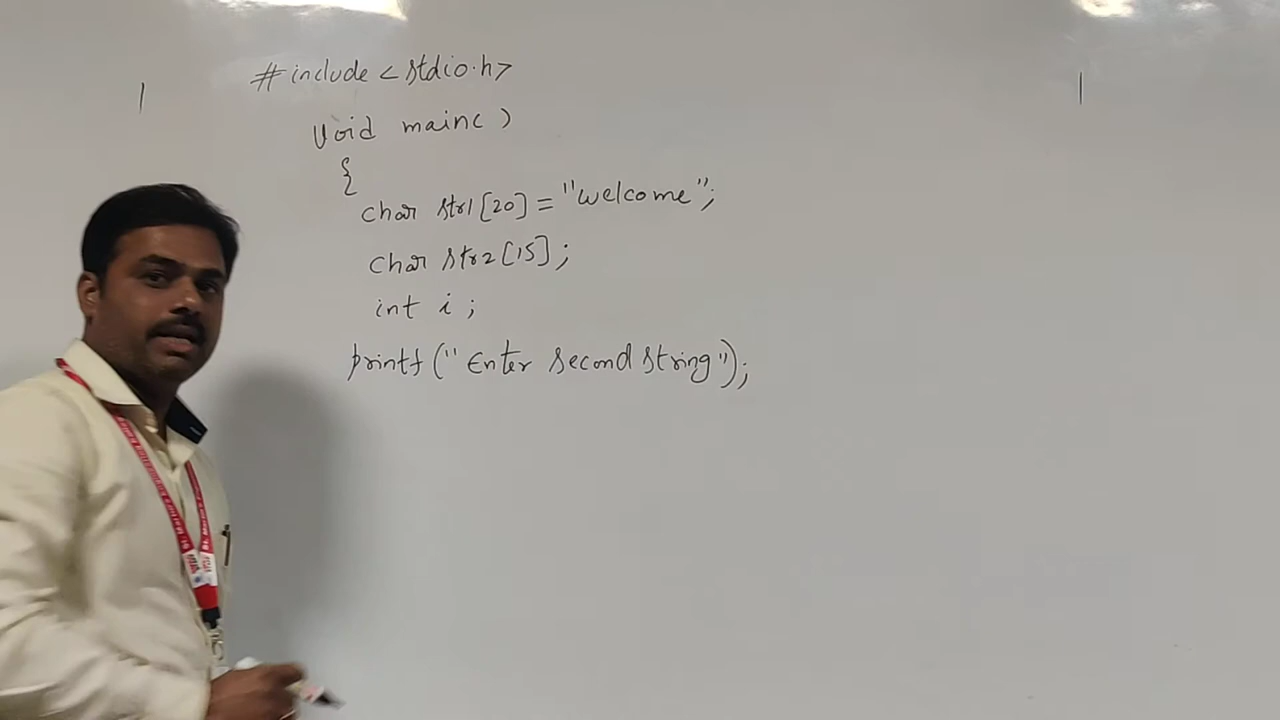 #include <stdio.h>
void main()
{
char str1[20] = "welcome";
char str2[15];
int i;
printf("Enter second string");